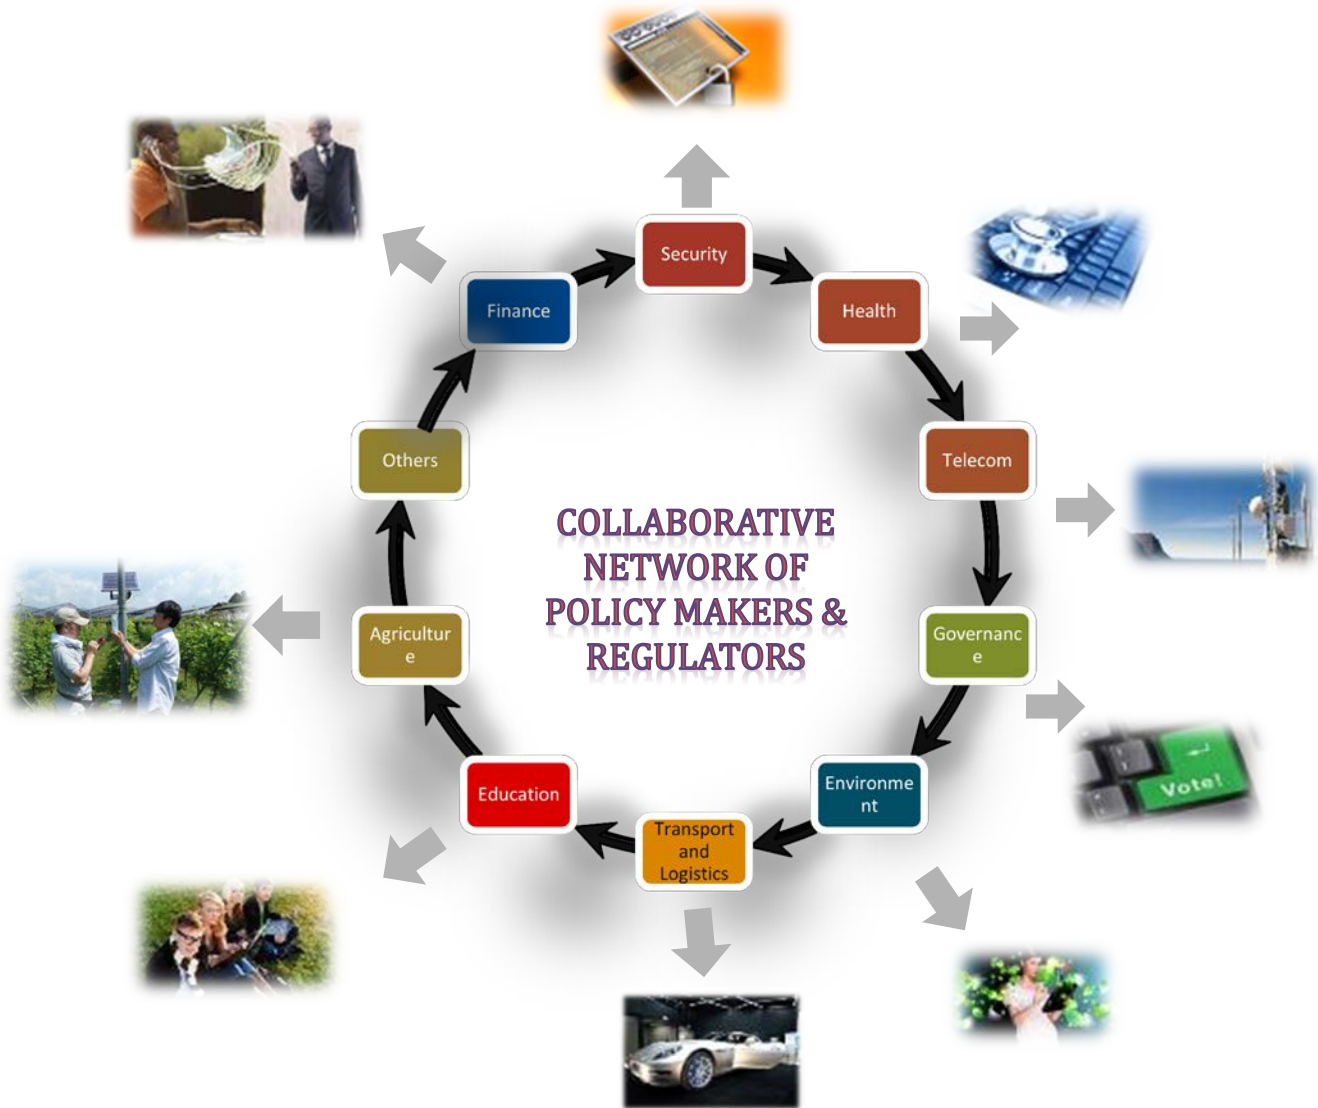 Security
Health
Telecom
Governanc
e
Environme
nt
Transport
and
Logistics
Education
Agricultur
e
Others
Finance
COLLABORATIVE
NETWORK OF
POLICY MAKERS &
REGULATORS
Vote!